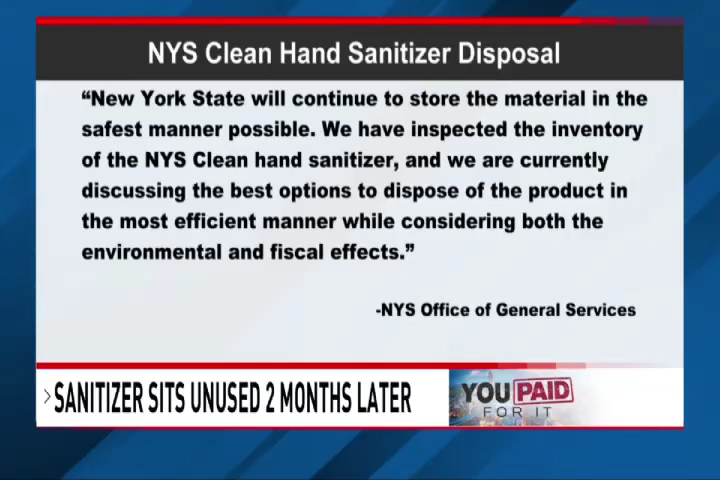 NYS Clean Hand Sanitizer Disposal
“New York State will continue to store the material in the
safest manner possible. We have inspected the inventory
of the NYS Clean hand sanitizer, and we are currently
discussing the best options to dispose of the product in
the most efficient manner while considering both the
environmental and fiscal effects.”
-NYS Office of General Services
SANITIZER SITS UNUSED 2 MONTHS LATER
YOU PAID
FOR IT